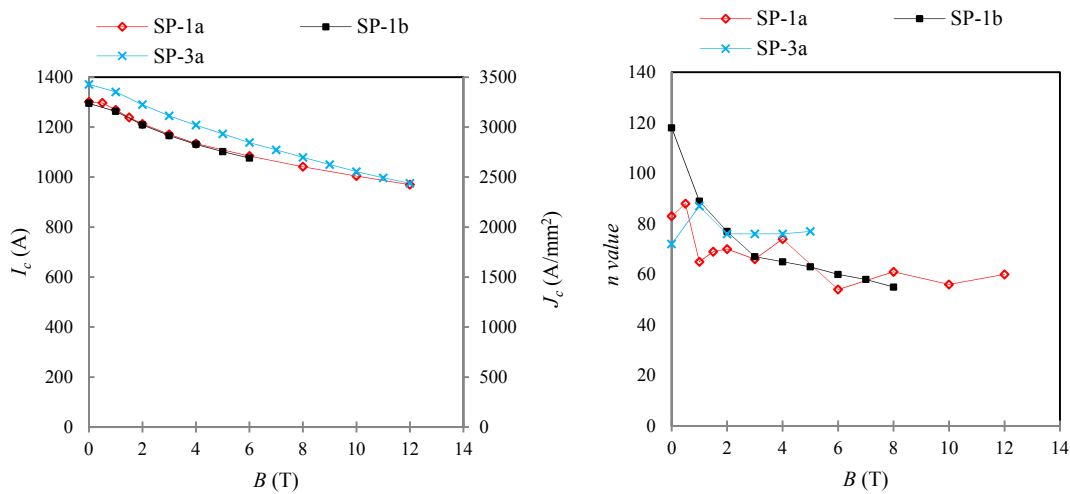 SP-1a SP-1b
SP-3a
1400
1200
1000
800
600
400
200
0
I_c (A)
3500
3000
2500
2000
1500
1000
500
0
J_c (A/mm²)
0 2 4 6 8 10 12 14
B (T)
SP-1a SP-1b
SP-3a
140
120
100
80
60
40
20
0
n value
0 2 4 6 8 10 12 14
B (T)